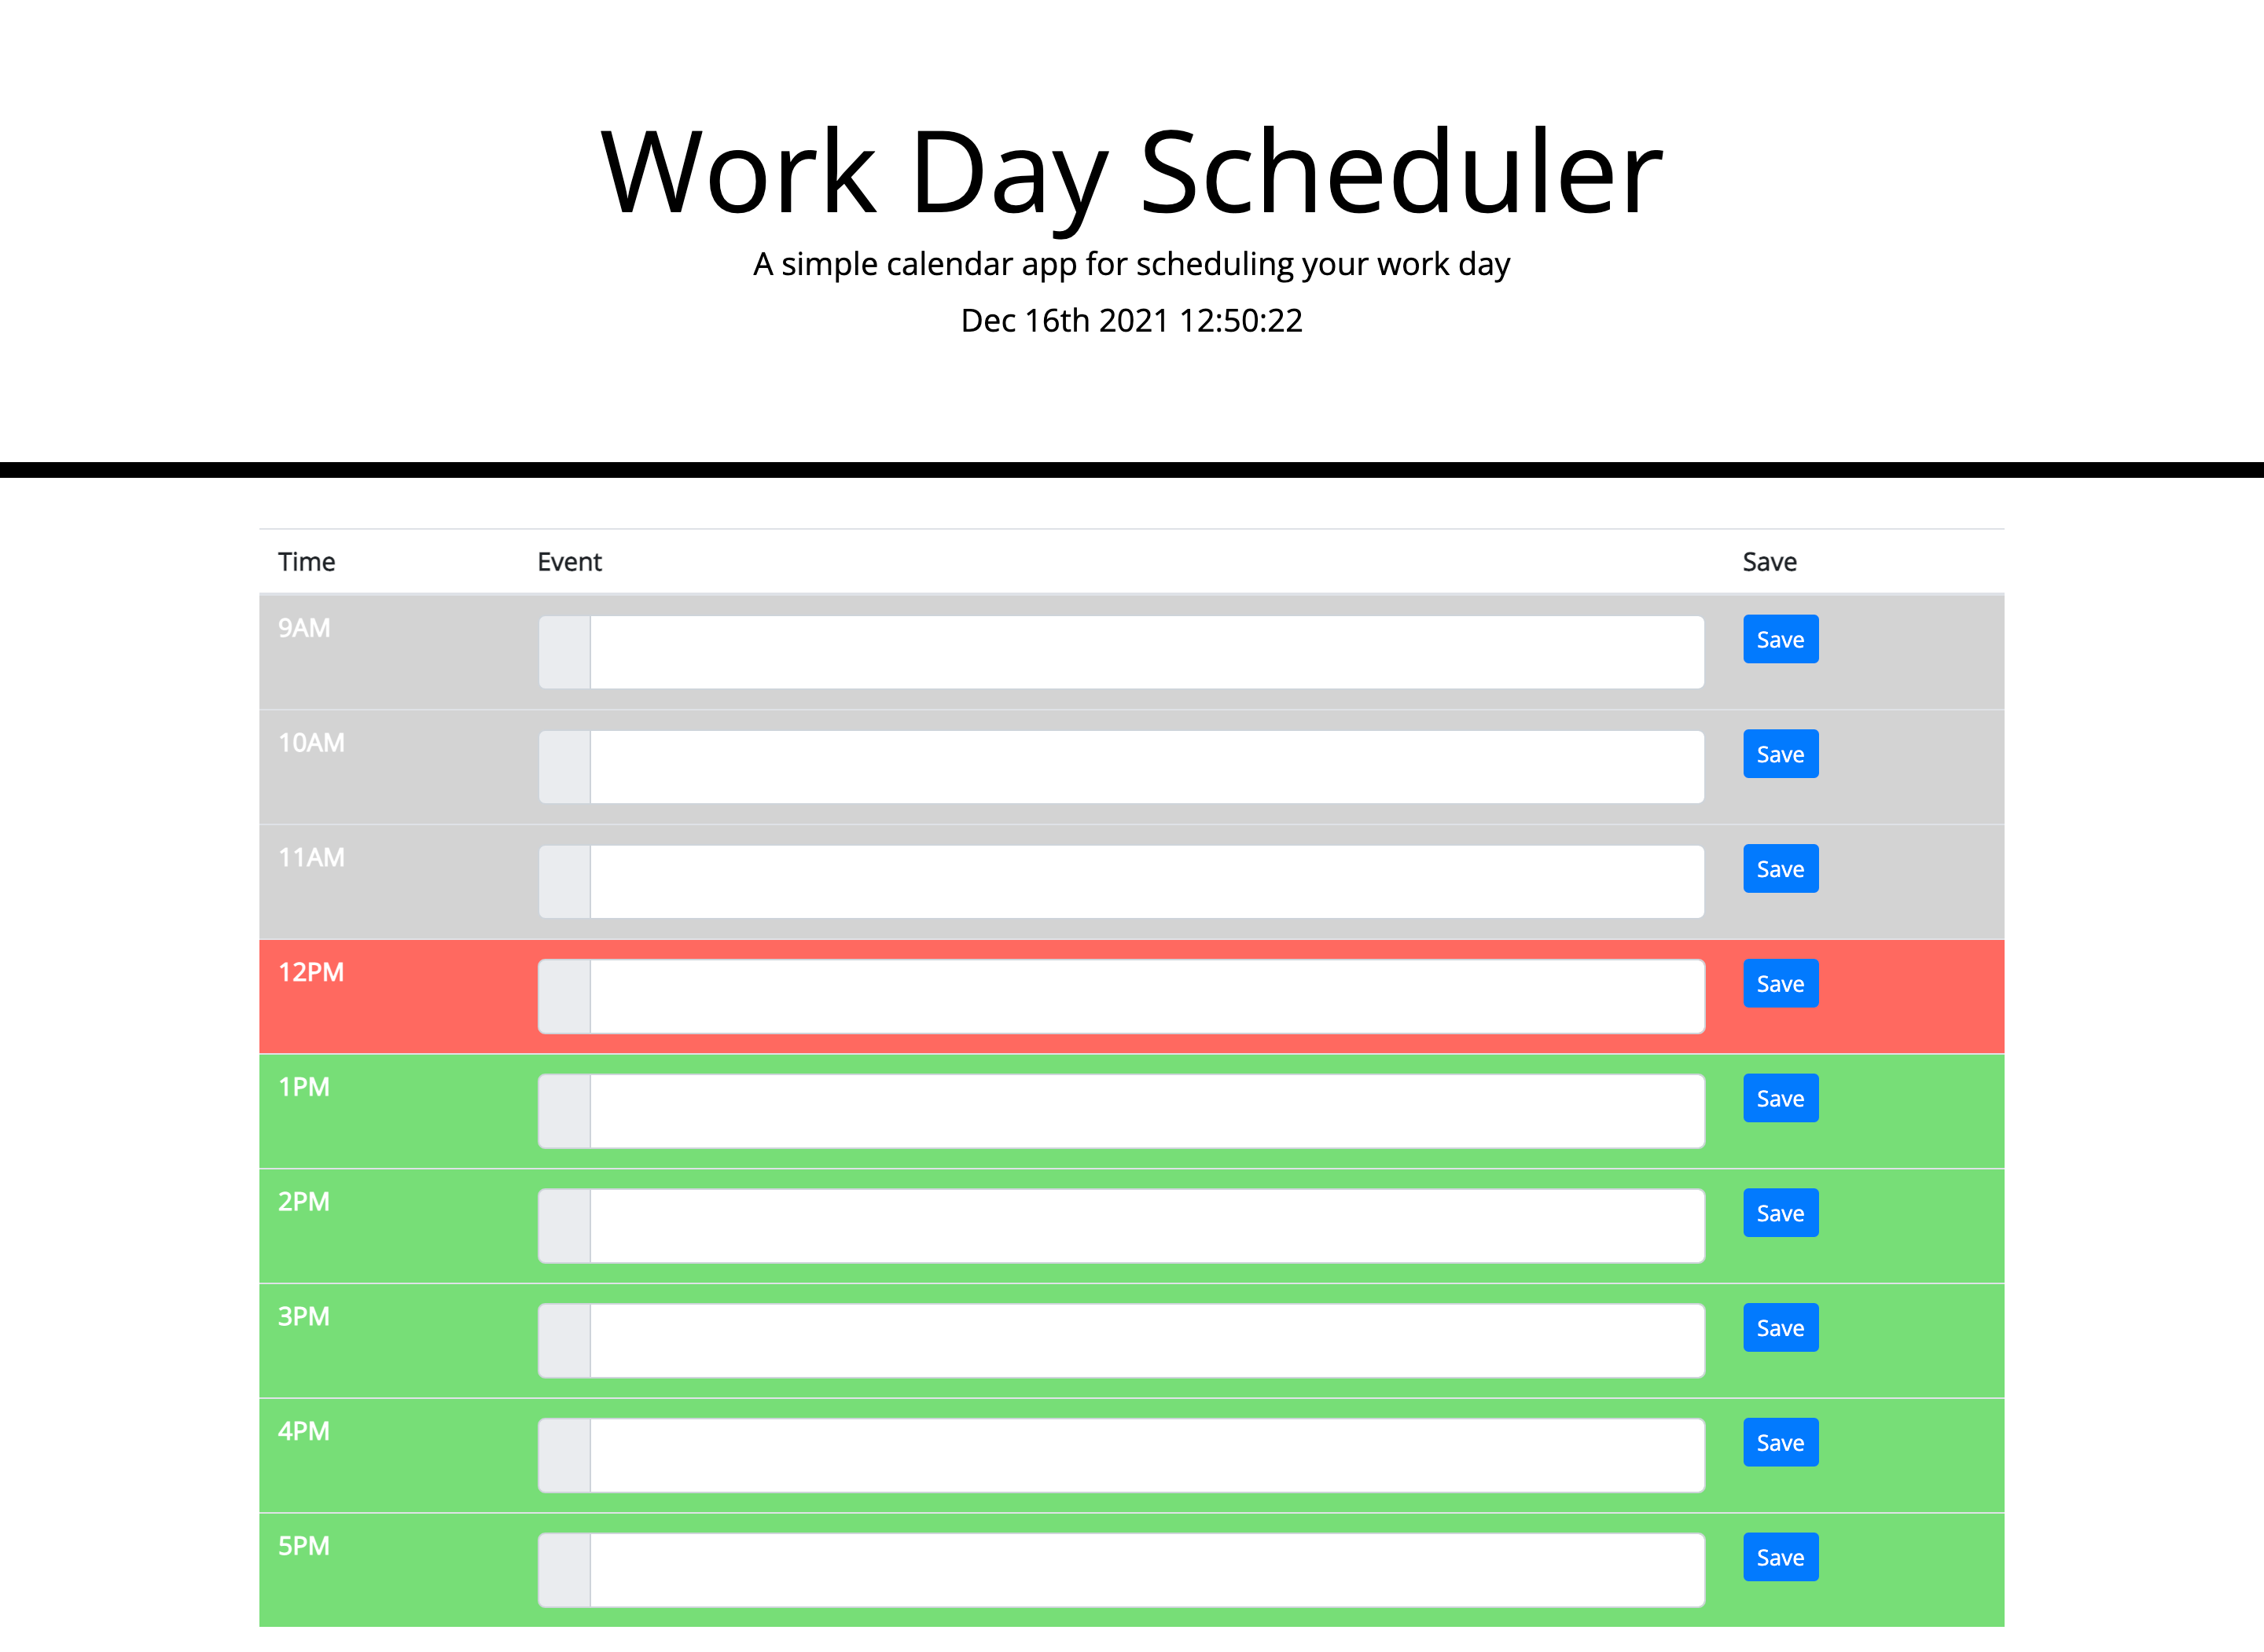 Work Day Scheduler
A simple calendar app for scheduling your work day
Dec 16th 2021 12:50:22
Time Event Save
9AM Save
10AM Save
11AM Save
12PM Save
1PM Save
2PM Save
3PM Save
4PM Save
5PM Save